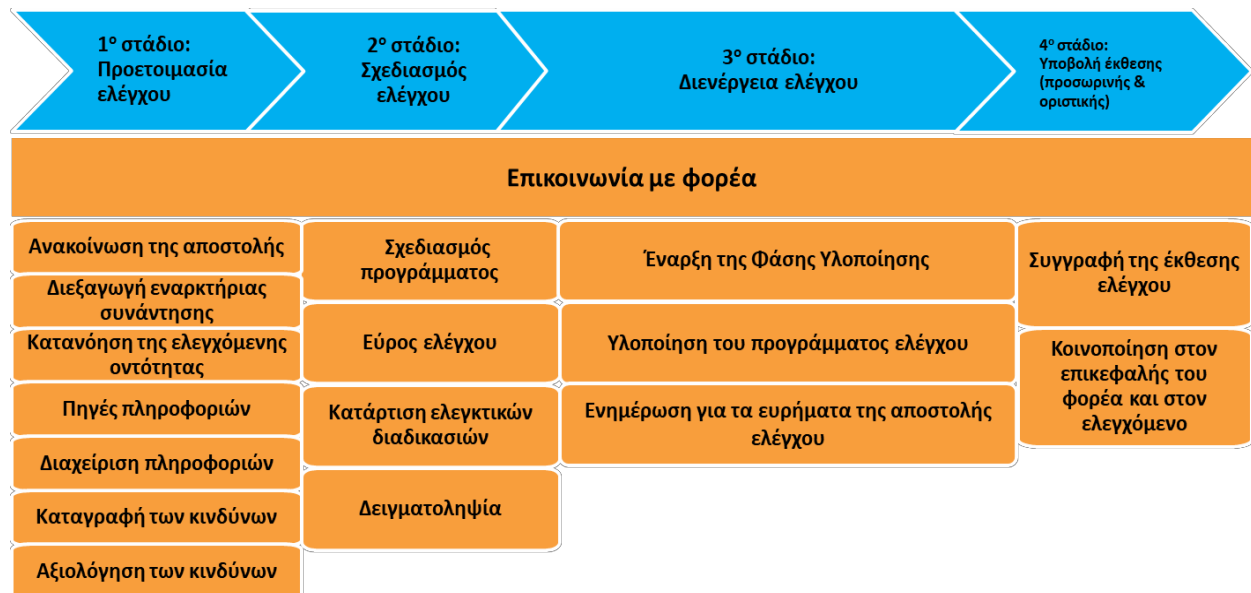 1ο στάδιο:
Προετοιμασία
ελέγχου
2ο στάδιο:
Σχεδιασμός
ελέγχου
3ο στάδιο:
Διενέργεια ελέγχου
4ο στάδιο:
Υποβολή έκθεσης
(προσωρινής &
οριστικής)
Επικοινωνία με φορέα
Ανακοίνωση της αποστολής
Διεξαγωγή εναρκτήριας
συνάντησης
Κατανόηση της ελεγχόμενης
οντότητας
Πηγές πληροφοριών
Διαχείριση πληροφοριών
Καταγραφή των κινδύνων
Αξιολόγηση των κινδύνων
Σχεδιασμός
προγράμματος
Εύρος ελέγχου
Κατάρτιση ελεγκτικών
διαδικασιών
Δειγματοληψία
Έναρξη της Φάσης Υλοποίησης
Υλοποίηση του προγράμματος ελέγχου
Ενημέρωση για τα ευρήματα της αποστολής
ελέγχου
Συγγραφή της έκθεσης
ελέγχου
Κοινοποίηση στον
επικεφαλής του
φορέα και στον
ελεγχόμενο